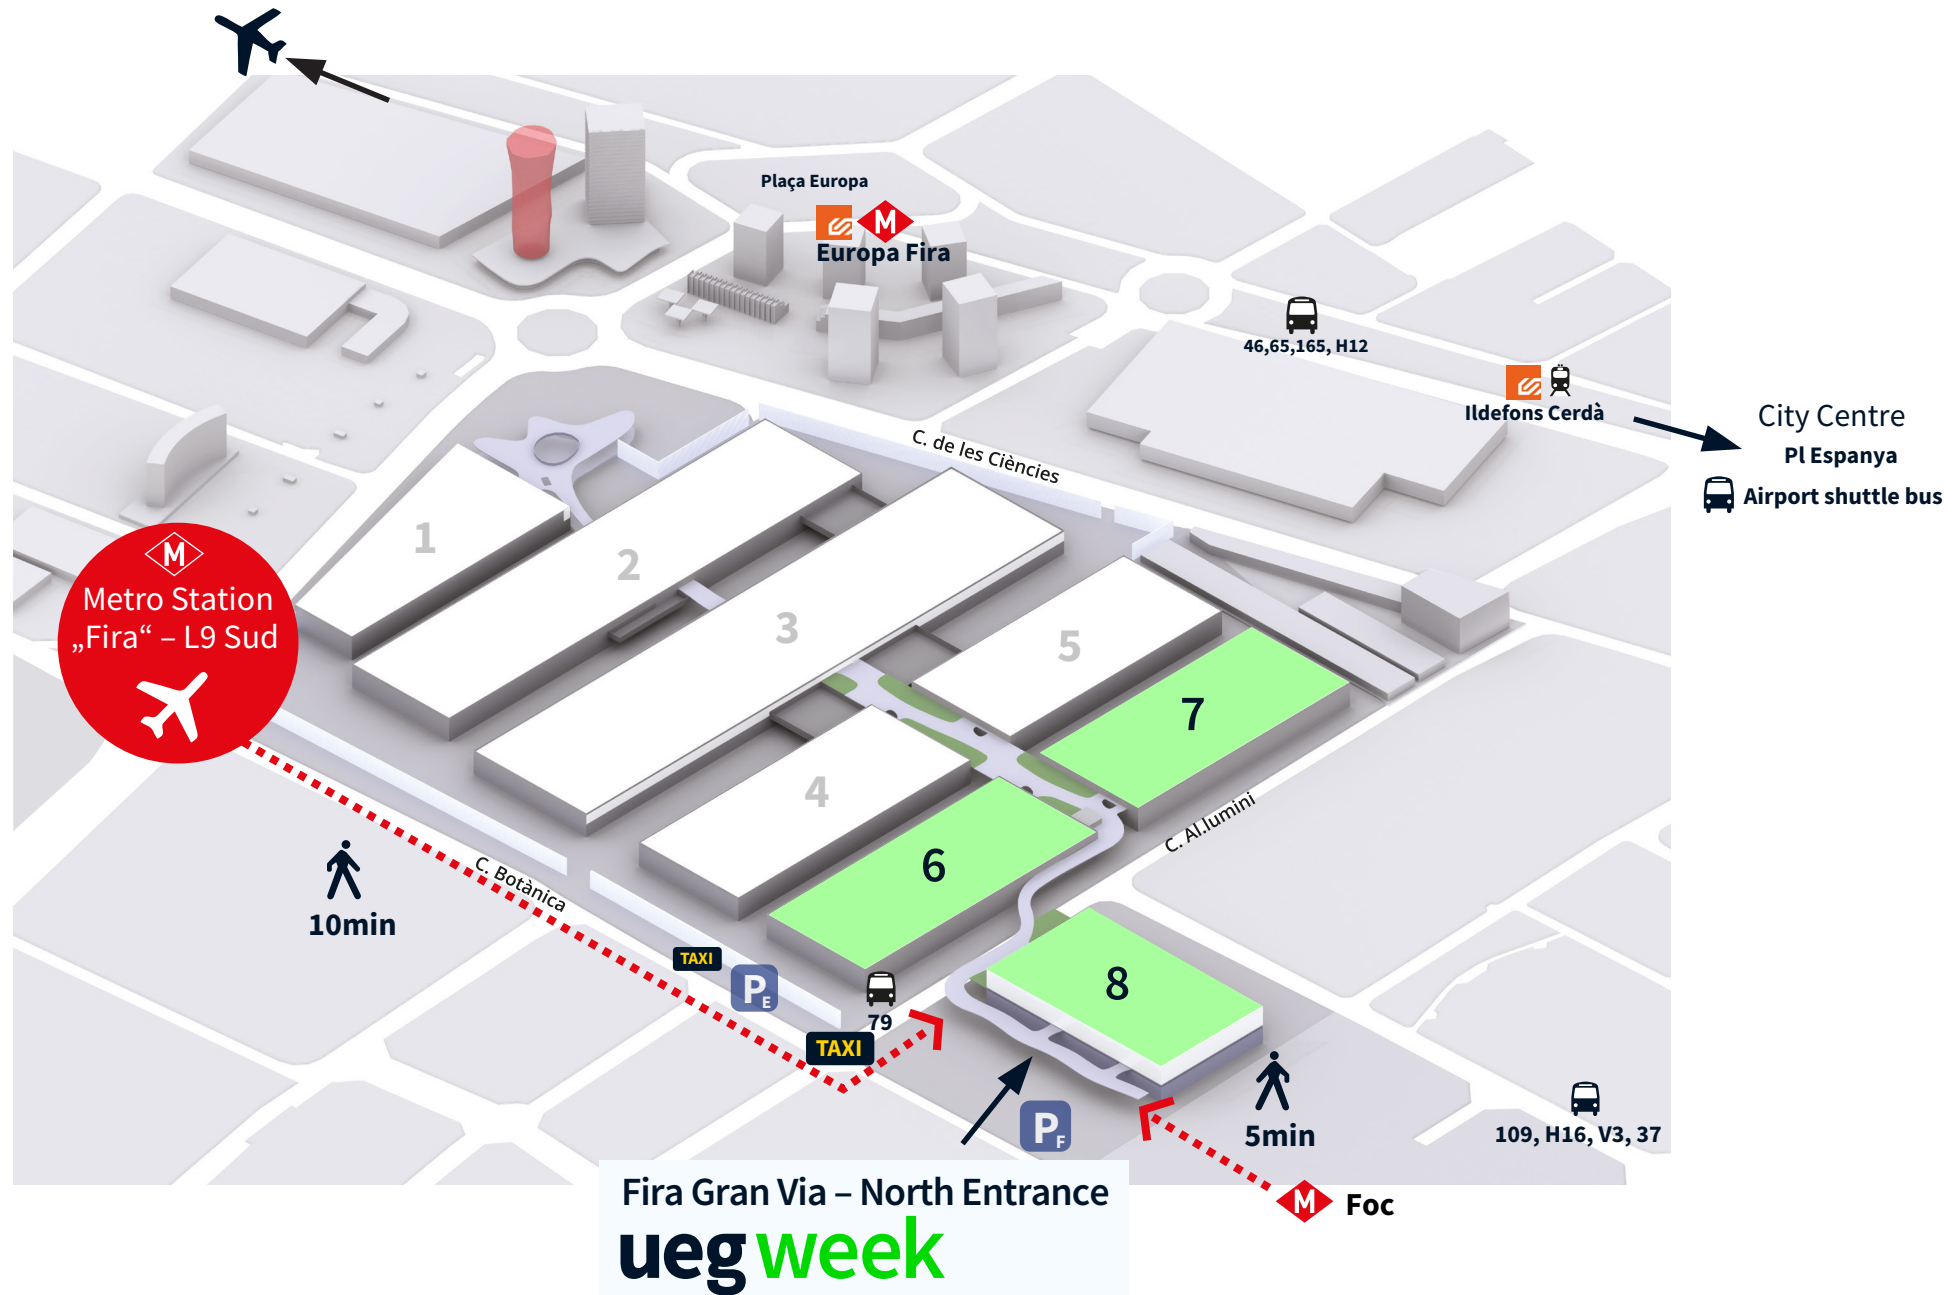 Plaça Europa
M
Europa Fira
46,65,165, H12
Ildefons Cerdà
City Centre
Pl Espanya
Airport shuttle bus
C. de les Ciències
M
Metro Station
„Fira“ – L9 Sud
1
2
3
5
7
4
6
8
C. Al.lumini
C. Botànica
10min
TAXI
PE
79
TAXI
PF
5min
109, H16, V3, 37
M Foc
Fira Gran Via – North Entrance
ueg week